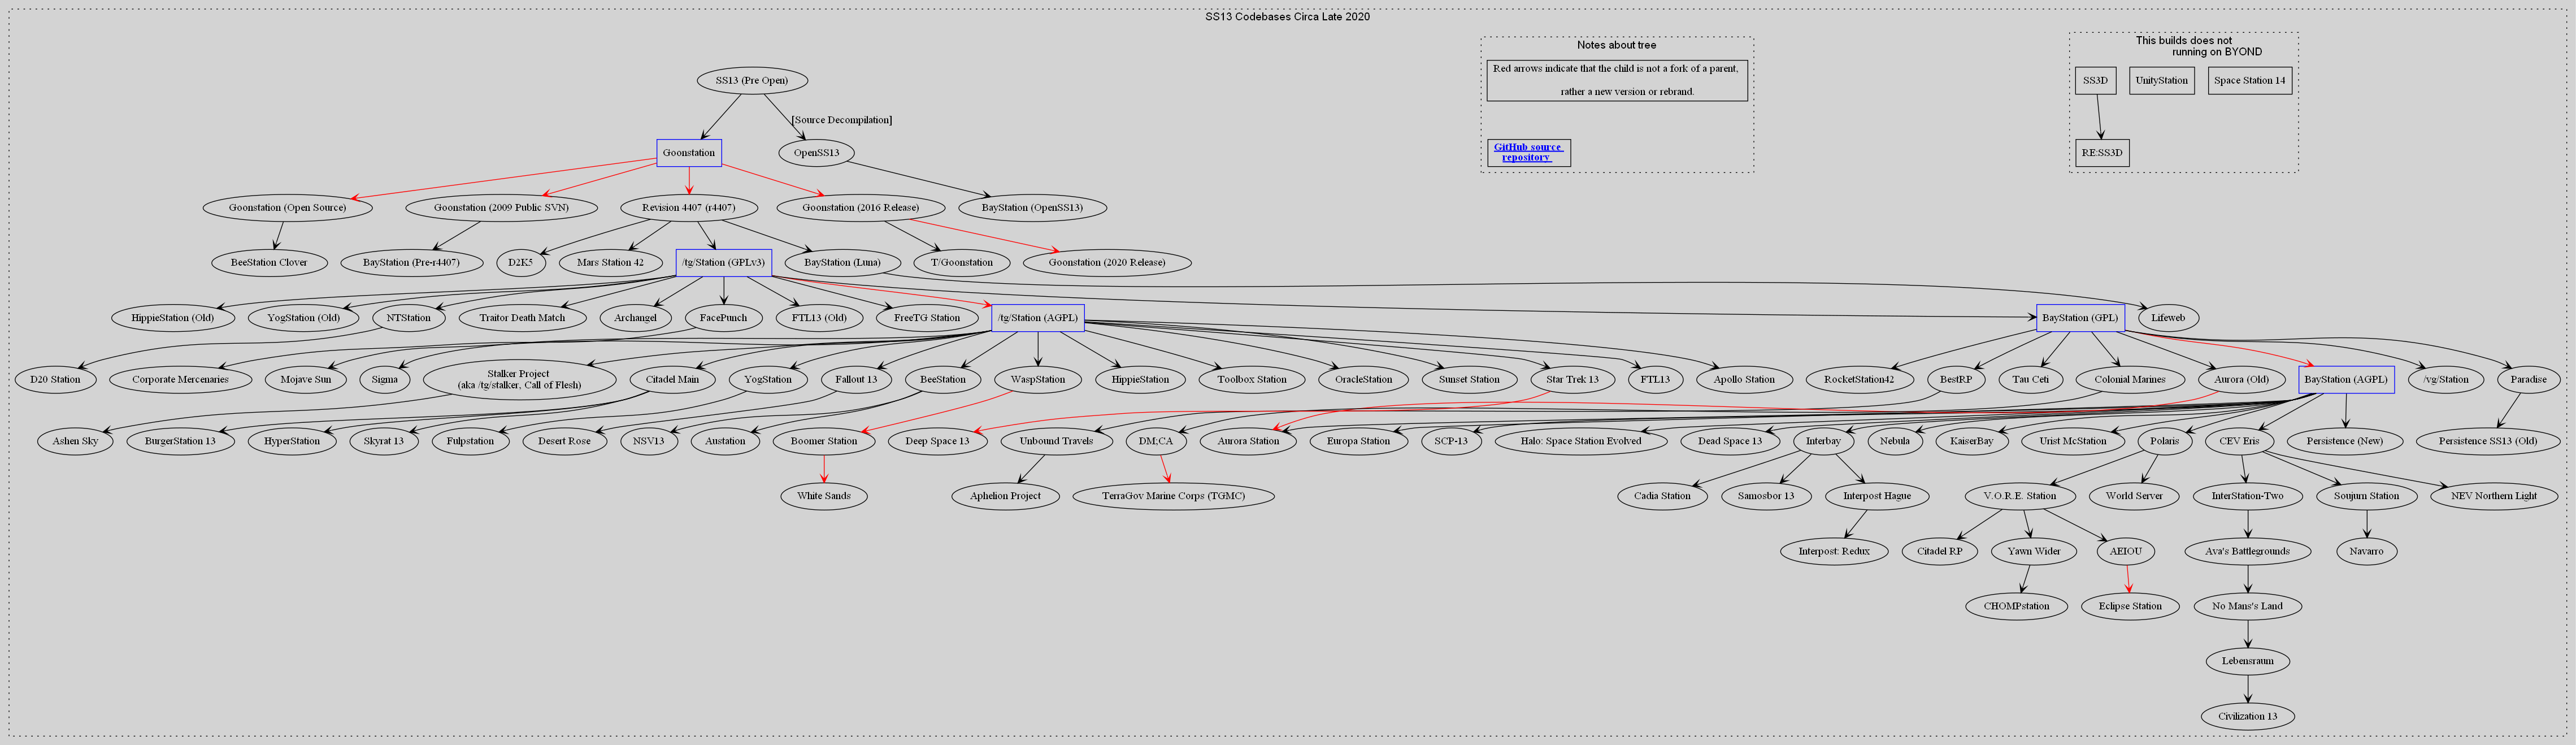 SS13 Codebases Circa Late 2020
Notes about tree
Red arrows indicate that the child is not a fork of a parent,
rather a new version or rebrand.
GitHub source
repository
This builds does not
running on BYOND
SS3D
UnityStation
Space Station 14
RE:SS3D
SS13 (Pre Open)
[Source Decompilation]
Goonstation
OpenSS13
Goonstation (Open Source)
Goonstation (2009 Public SVN)
Revision 4407 (r4407)
Goonstation (2016 Release)
BayStation (OpenSS13)
BeeStation Clover
BayStation (Pre-r4407)
D2K5
Mars Station 42
/tg/Station (GPLv3)
BayStation (Luna)
T/Goonstation
Goonstation (2020 Release)
HippieStation (Old)
YogStation (Old)
NTStation
Traitor Death Match
Archangel
FacePunch
FTL13 (Old)
FreeTG Station
/tg/Station (AGPL)
BayStation (GPL)
Lifeweb
D20 Station
Corporate Mercenaries
Mojave Sun
Sigma
Stalker Project
(aka /tg/stalker, Call of Flesh)
Citadel Main
YogStation
Fallout 13
BeeStation
WaspStation
HippieStation
Toolbox Station
OracleStation
Sunset Station
Star Trek 13
FTL13
Apollo Station
RocketStation42
BestRP
Tau Ceti
Colonial Marines
Aurora (Old)
BayStation (AGPL)
/vg/Station
Paradise
Ashen Sky
BurgerStation 13
HyperStation
Skyrat 13
Fulpstation
Desert Rose
NSV13
Austation
Boomer Station
Deep Space 13
Unbound Travels
DM;CA
Aurora Station
Europa Station
SCP-13
Halo: Space Station Evolved
Dead Space 13
Interbay
Nebula
KaiserBay
Urist McStation
Polaris
CEV Eris
Persistence (New)
Persistence SS13 (Old)
White Sands
Aphelion Project
TerraGov Marine Corps (TGMC)
Cadia Station
Samosbor 13
Interpost Hague
V.O.R.E. Station
World Server
InterStation-Two
Soujurn Station
NEV Northern Light
Interpost: Redux
Citadel RP
Yawn Wider
AEIOU
Ava's Battlegrounds
Navarro
CHOMPstation
Eclipse Station
No Mans's Land
Lebensraum
Civilization 13